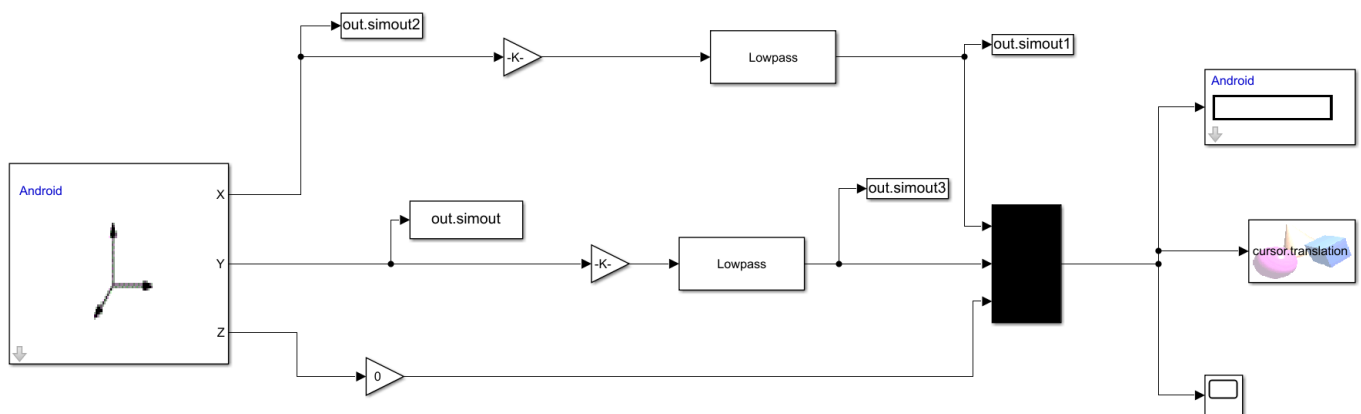 out.simout2
-K-
Lowpass
out.simout1
Android
Android
X
out.simout3
out.simout
Y
-K-
Lowpass
cursor.translation
Z
0